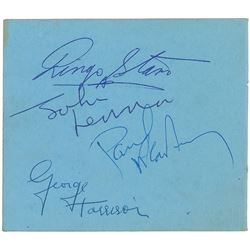 Ringo Starr
John
Lennon
Paul
McCartney
George
Harrison